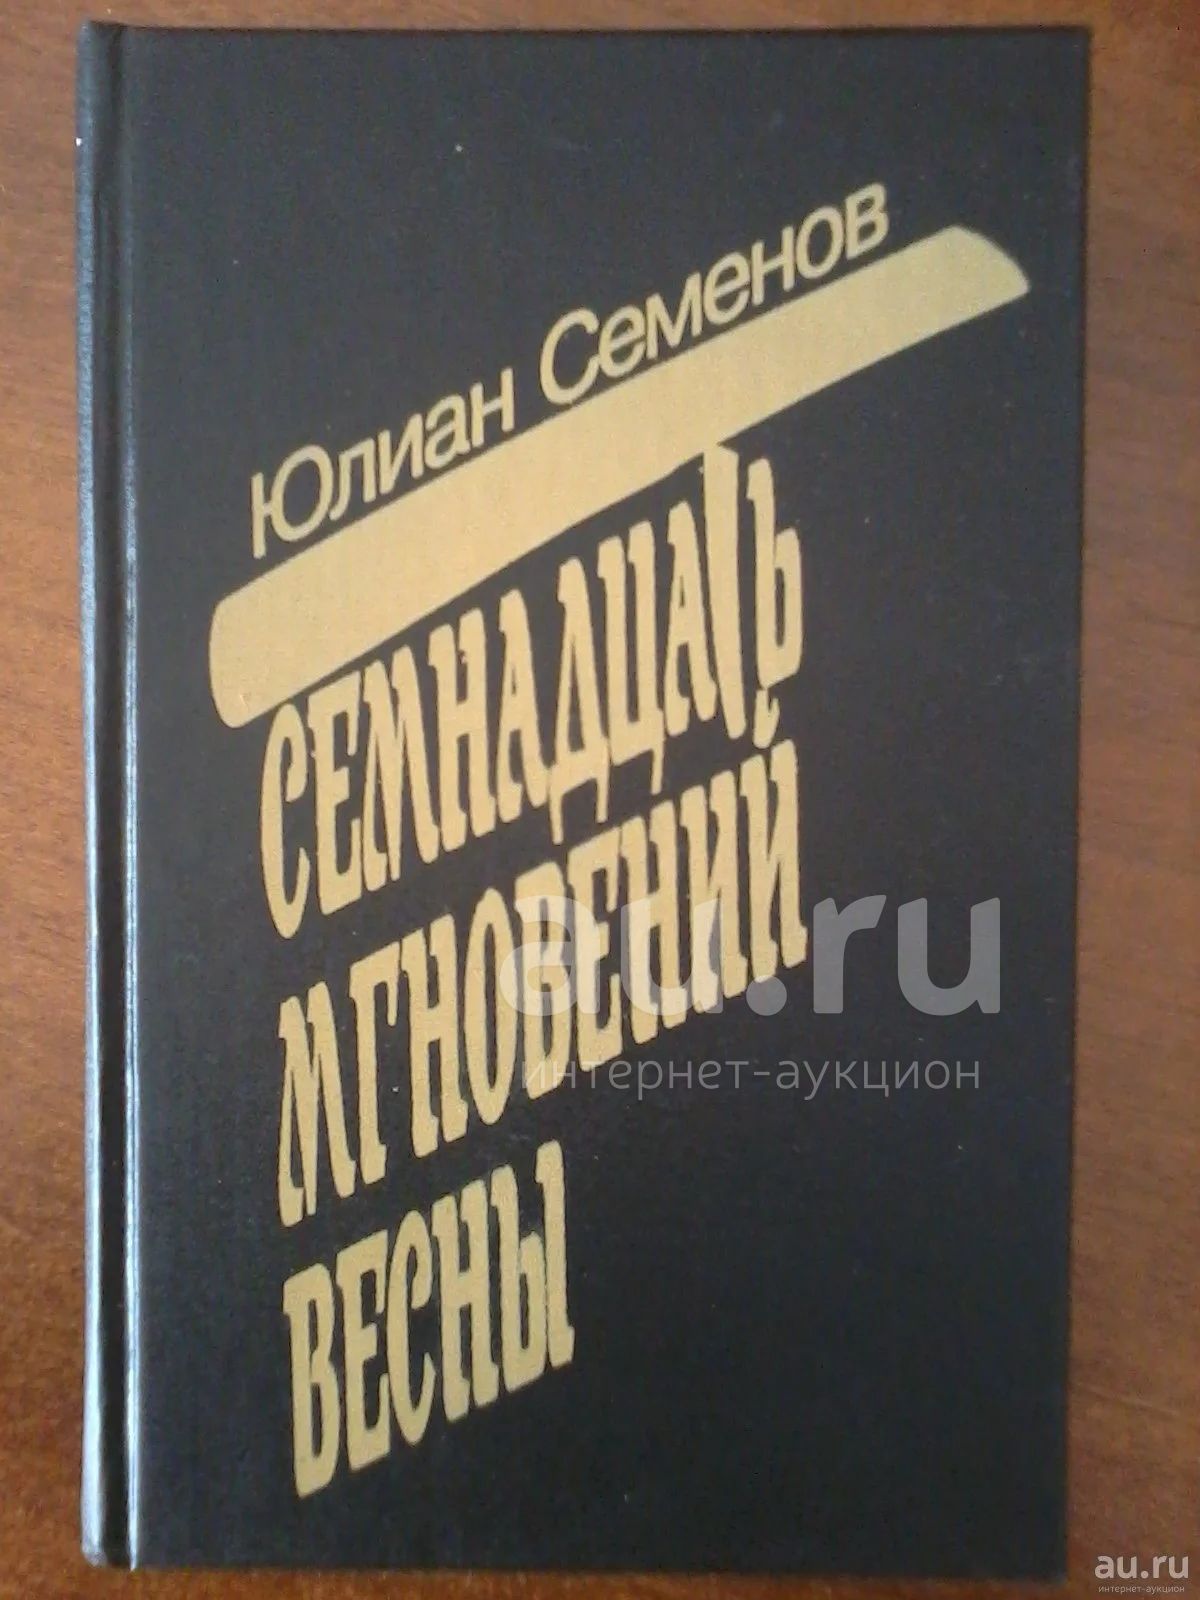 Юлиан Семенов
СЕМНАДЦАТЬ
МГНОВЕНИЙ
ВЕСНЫ
au.ru
интернет-аукцион
au.ru
интернет-аукцион